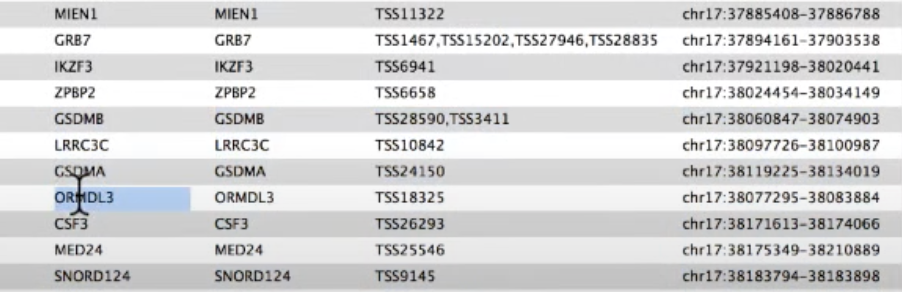 MIEN1 MIEN1 TSS11322 chr17:37885408-37886788
GRB7 GRB7 TSS1467,TSS15202,TSS27946,TSS28835 chr17:37894161-37903538
IKZF3 IKZF3 TSS6941 chr17:37921198-38020441
ZPBP2 ZPBP2 TSS6658 chr17:38024454-38034149
GSDMB GSDMB TSS28590,TSS3411 chr17:38060847-38074903
LRRC3C LRRC3C TSS10842 chr17:38097726-38100987
GSDMA GSDMA TSS24150 chr17:38119225-38134019
ORMDL3 ORMDL3 TSS18325 chr17:38077295-38083884
CSF3 CSF3 TSS26293 chr17:38171613-38174066
MED24 MED24 TSS25546 chr17:38175349-38210889
SNORD124 SNORD124 TSS9145 chr17:38183794-38183898